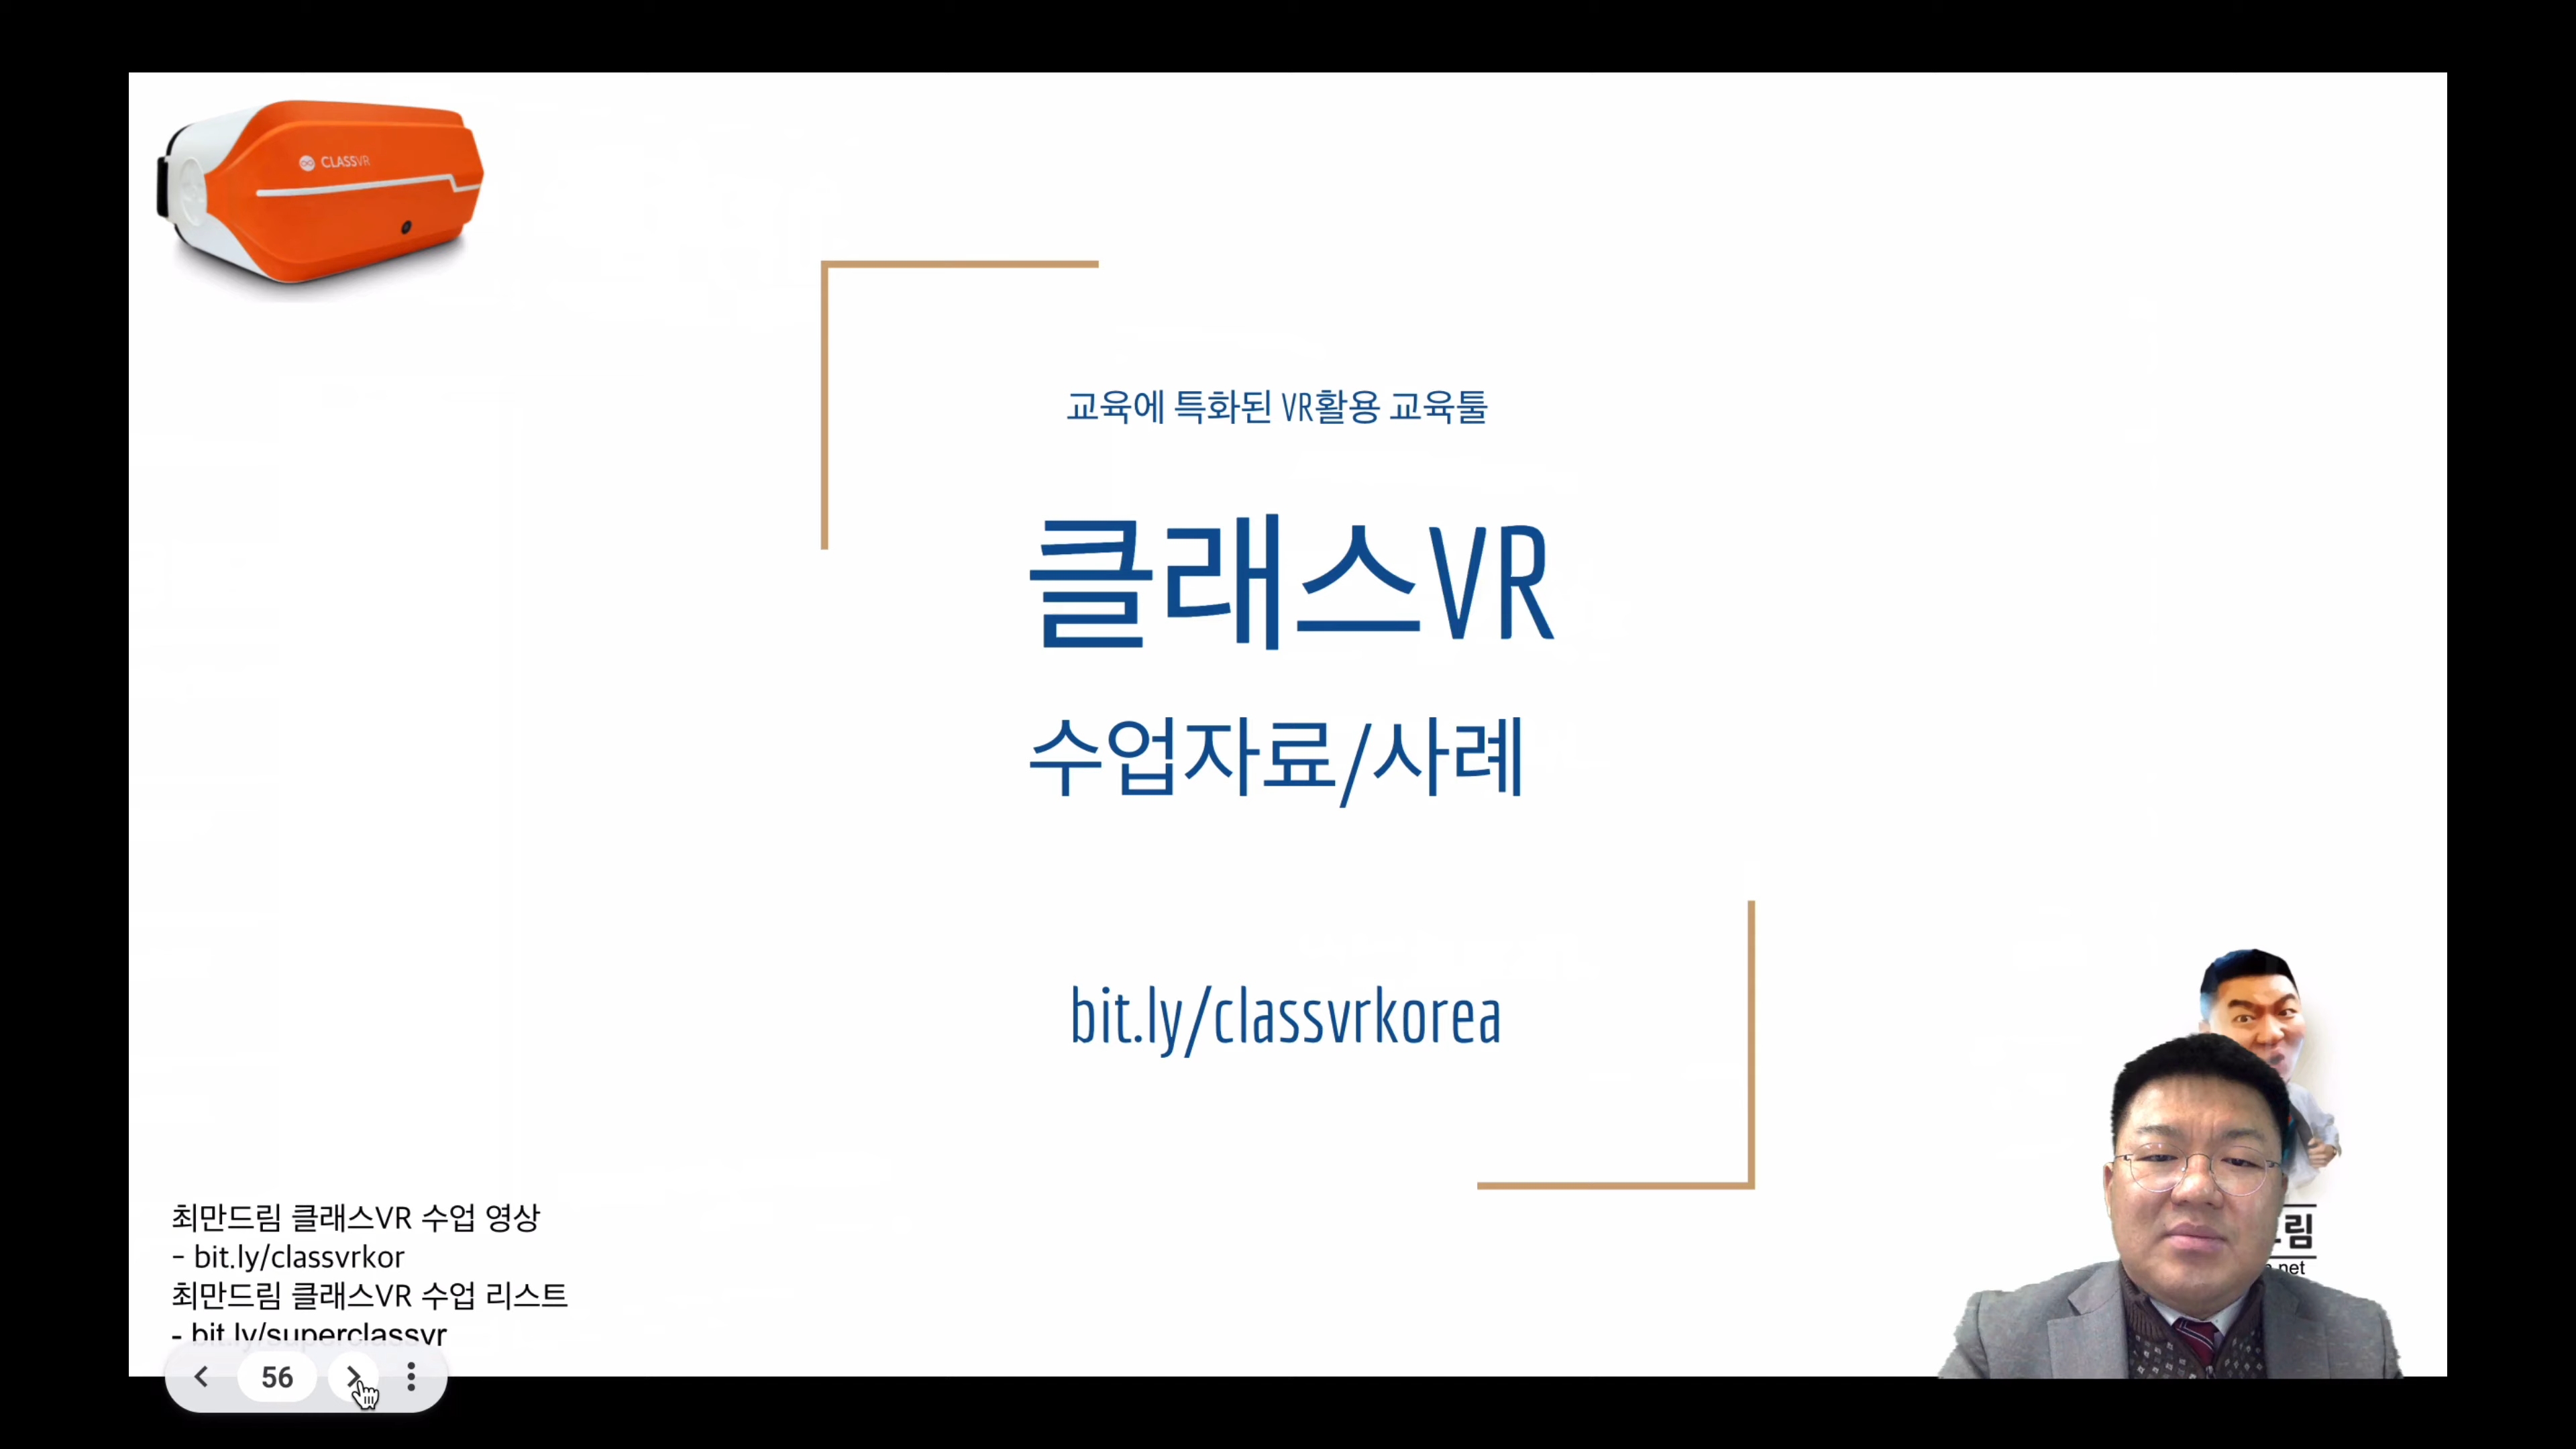 CLASSVR
교육에 특화된 VR활용 교육툴
클래스VR
수업자료/사례
bit.ly/classvrkorea
최만드림 클래스VR 수업 영상
- bit.ly/classvrkor
최만드림 클래스VR 수업 리스트
- bit.ly/superclassvr
56
림
.net